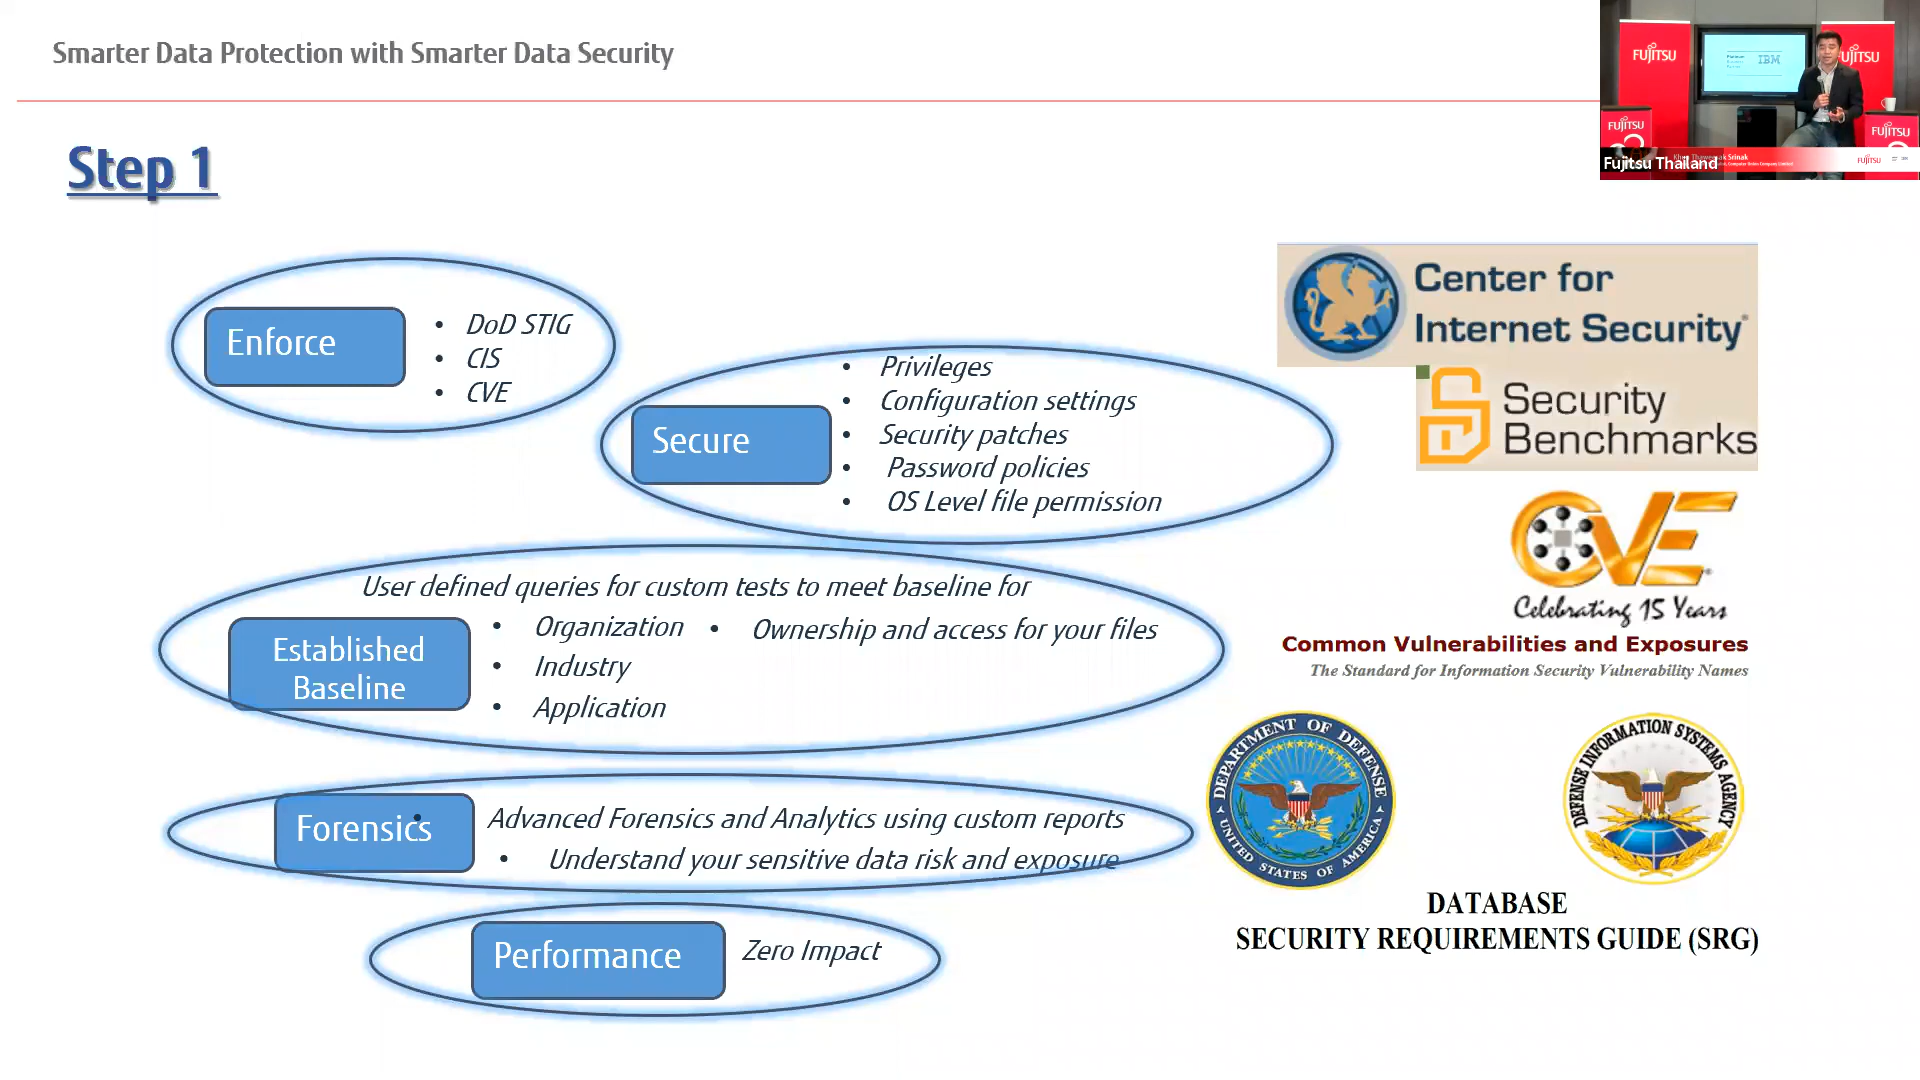 Smarter Data Protection with Smarter Data Security
FUJITSU
IBM
FUJITSU
FUJITSU
FUJITSU
Srinak
FUJITSU
Fujitsu Thailand
Step 1
Enforce
• DoD STIG
• CIS
• CVE
Secure
• Privileges
• Configuration settings
• Security patches
• Password policies
• OS Level file permission
User defined queries for custom tests to meet baseline for
Established
Baseline
• Organization
• Industry
• Application
• Ownership and access for your files
Forensics
• Advanced Forensics and Analytics using custom reports
• Understand your sensitive data risk and exposure
Performance
Zero Impact
Center for
Internet Security®
Security
Benchmarks
CVE
Celebrating 15 Years
Common Vulnerabilities and Exposures
The Standard for Information Security Vulnerability Names
DEPARTMENT OF DEFENSE
UNITED STATES OF AMERICA
DEFENSE INFORMATION SYSTEMS AGENCY
DATABASE
SECURITY REQUIREMENTS GUIDE (SRG)